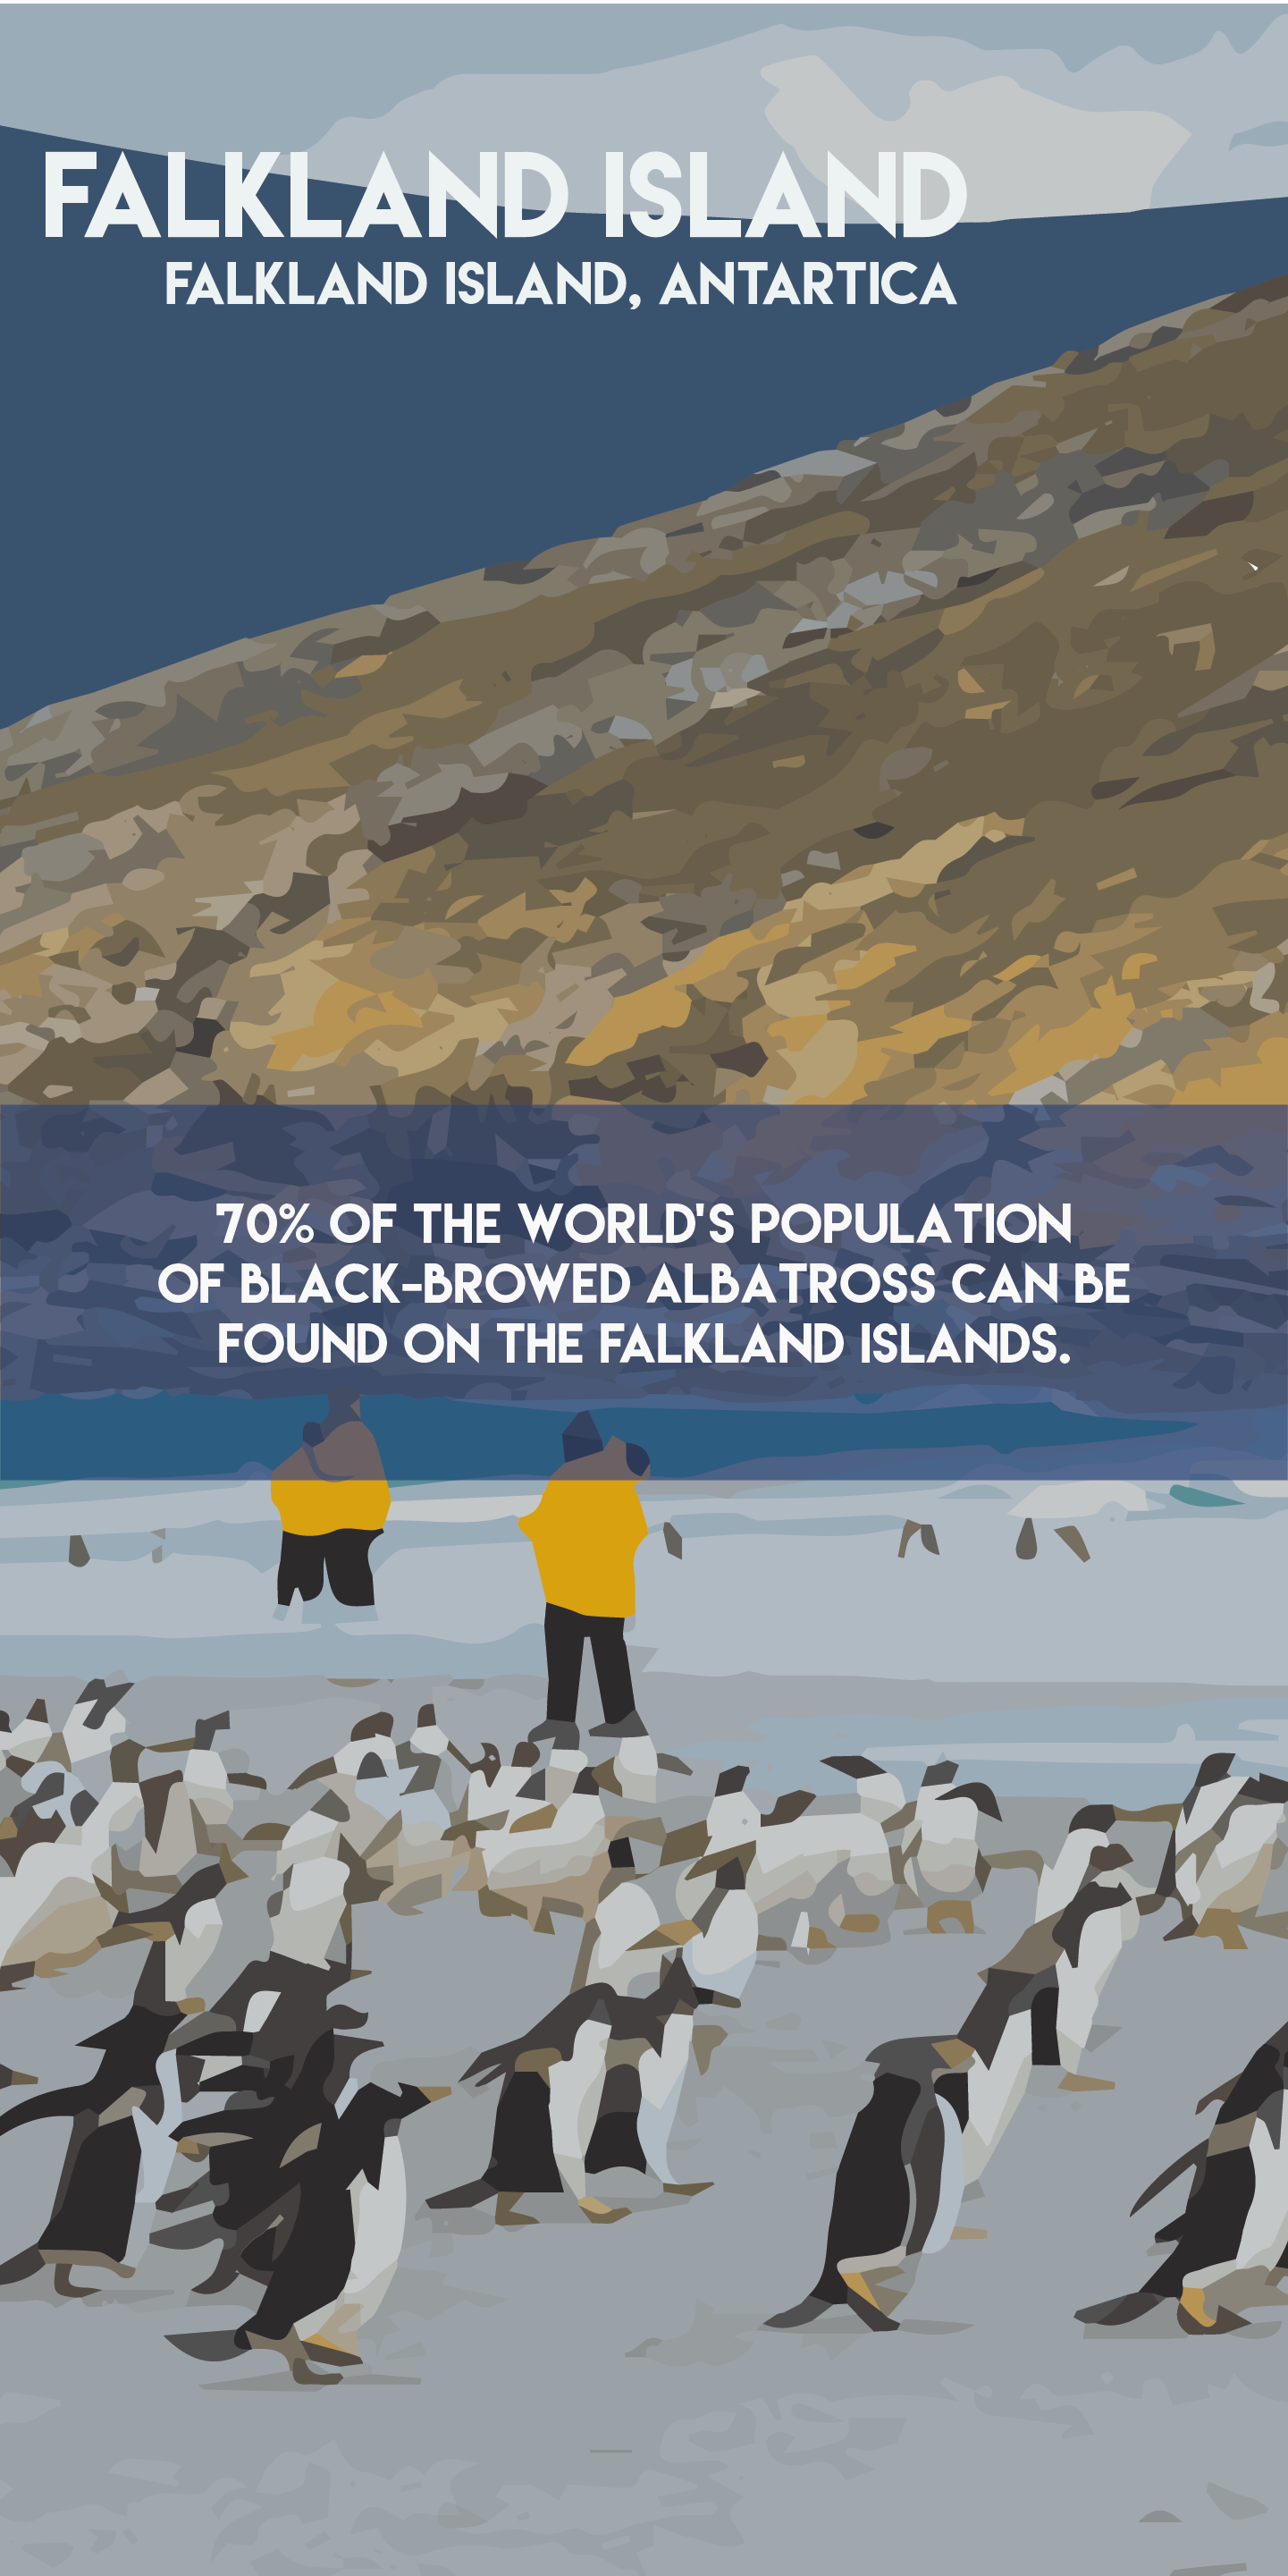 FALKLAND ISLAND
FALKLAND ISLAND, ANTARTICA
70% OF THE WORLD'S POPULATION
OF BLACK-BROWED ALBATROSS CAN BE
FOUND ON THE FALKLAND ISLANDS.